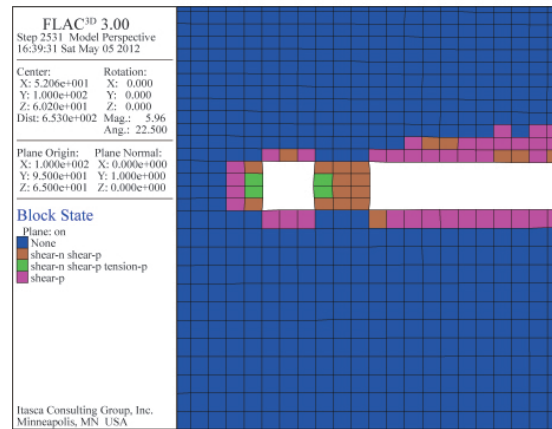 FLAC3D 3.00
Step 2531 Model Perspective
16:39:31 Sat May 05 2012
Center: Rotation:
X: 5.206e+001 X: 0.000
Y: 1.000e+002 Y: 0.000
Z: 6.020e+001 Z: 0.000
Dist: 6.530e+002 Mag.: 5.96
Ang.: 22.500
Plane Origin: Plane Normal:
X: 1.000e+002 X: 0.000e+000
Y: 9.500e+001 Y: 1.000e+000
Z: 6.500e+001 Z: 0.000e+000
Block State
Plane: on
None
shear-n shear-p
shear-n shear-p tension-p
shear-p
Itasca Consulting Group, Inc.
Minneapolis, MN USA